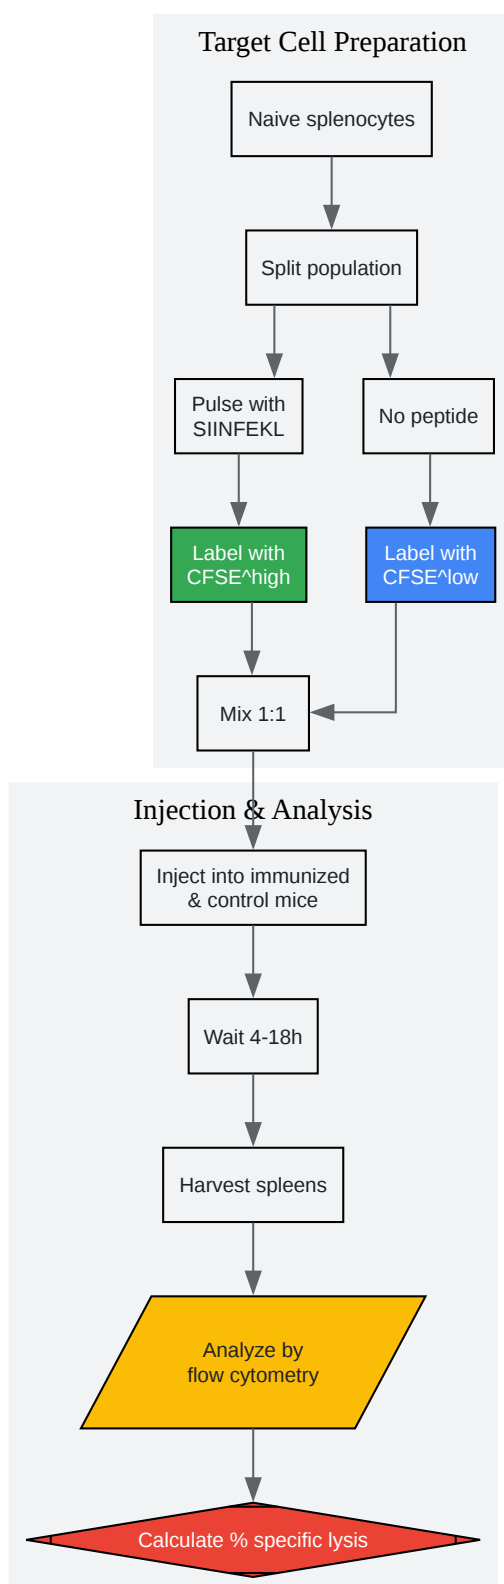 Target Cell Preparation
Naive splenocytes
Split population
Pulse with
SIINFEKL
No peptide
Label with
CFSE^high
Label with
CFSE^low
Mix 1:1
Injection & Analysis
Inject into immunized
& control mice
Wait 4-18h
Harvest spleens
Analyze by
flow cytometry
Calculate % specific lysis